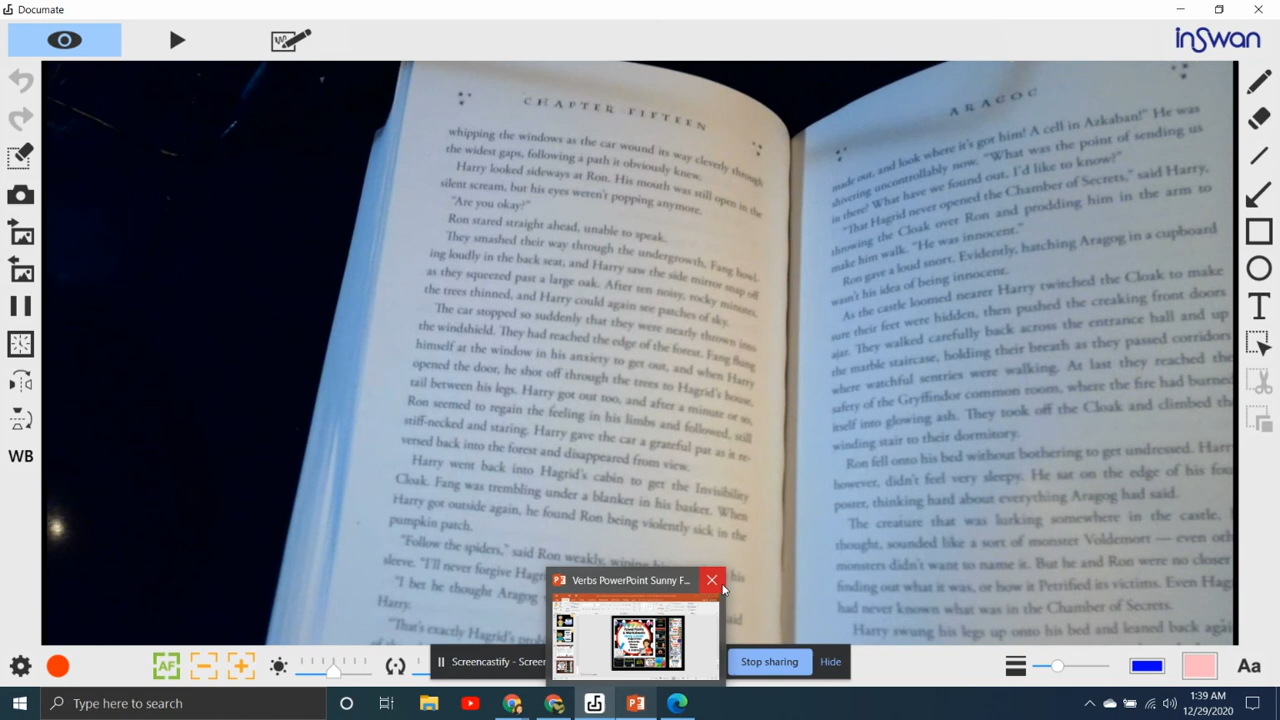 Documate
inSwan
CHAPTER FIFTEEN
whipping the windows as the car wound its way cleverly through
the widest gaps, following a path it obviously knew.
Harry looked sideways at Ron. His mouth was still open in the
silent scream, but his eyes weren't popping anymore.
"Are you okay?"
Ron stared straight ahead, unable to speak.
They smashed their way through the undergrowth, Fang howl-
ing loudly in the back seat, and Harry saw the side mirror snap off
as they squeezed past a large oak. After ten noisy, rocky minutes,
the trees thinned, and Harry could again see patches of sky.
The car stopped so suddenly that they were nearly thrown into
the windshield. They had reached the edge of the forest. Fang flung
himself at the window in his anxiety to get out, and when Harry
opened the door, he shot off through the trees to Hagrid's house,
tail between his legs. Harry got out too, and after a minute or so,
Ron seemed to regain the feeling in his limbs and followed, still
stiff-necked and staring. Harry gave the car a grateful pat as it re-
versed back into the forest and disappeared from view.
Harry went back into Hagrid's cabin to get the Invisibility
Cloak. Fang was trembling under a blanket in his basket. When
Harry got outside again, he found Ron being violently sick in the
pumpkin patch.
"Follow the spiders," said Ron weakly, wiping his
sleeve. "I'll never forgive Hagr
"I bet he thought Aragog
Harry.
"That's exactly Hagrid's
ARAGOG
made out, and look where it's got him! A cell in Azkaban!" He was
shivering uncontrollably now. "What was the point of sending us
in there? What have we found out, I'd like to know?"
"That Hagrid never opened the Chamber of Secrets," said Harry,
throwing the Cloak over Ron and prodding him in the arm to
make him walk. "He was innocent."
Ron gave a loud snort. Evidently, hatching Aragog in a cupboard
wasn't his idea of being innocent.
As the castle loomed nearer Harry twitched the Cloak to make
sure their feet were hidden, then pushed the creaking front doors
ajar. They walked carefully back across the entrance hall and up
the marble staircase, holding their breath as they passed corridors
where watchful sentries were walking. At last they reached the
safety of the Gryffindor common room, where the fire had burned
itself into glowing ash. They took off the Cloak and climbed the
winding stair to their dormitory.
Ron fell onto his bed without bothering to get undressed. Harr
however, didn't feel very sleepy. He sat on the edge of his fou
poster, thinking hard about everything Aragog had said.
The creature that was lurking somewhere in the castle,
thought, sounded like a sort of monster Voldemort — even oth
monsters didn't want to name it. But he and Ron were no closer
finding out what it was, or how it Petrified its victims. Even Hag
had never known what was in the Chamber of Secrets.
Harry swung his legs up onto his bed and leaned back agai
WB
T
AF
Verbs PowerPoint Sunny F...
Screencastify - Screen
Stop sharing
Hide
Aa
Type here to search
1:39 AM
12/29/2020